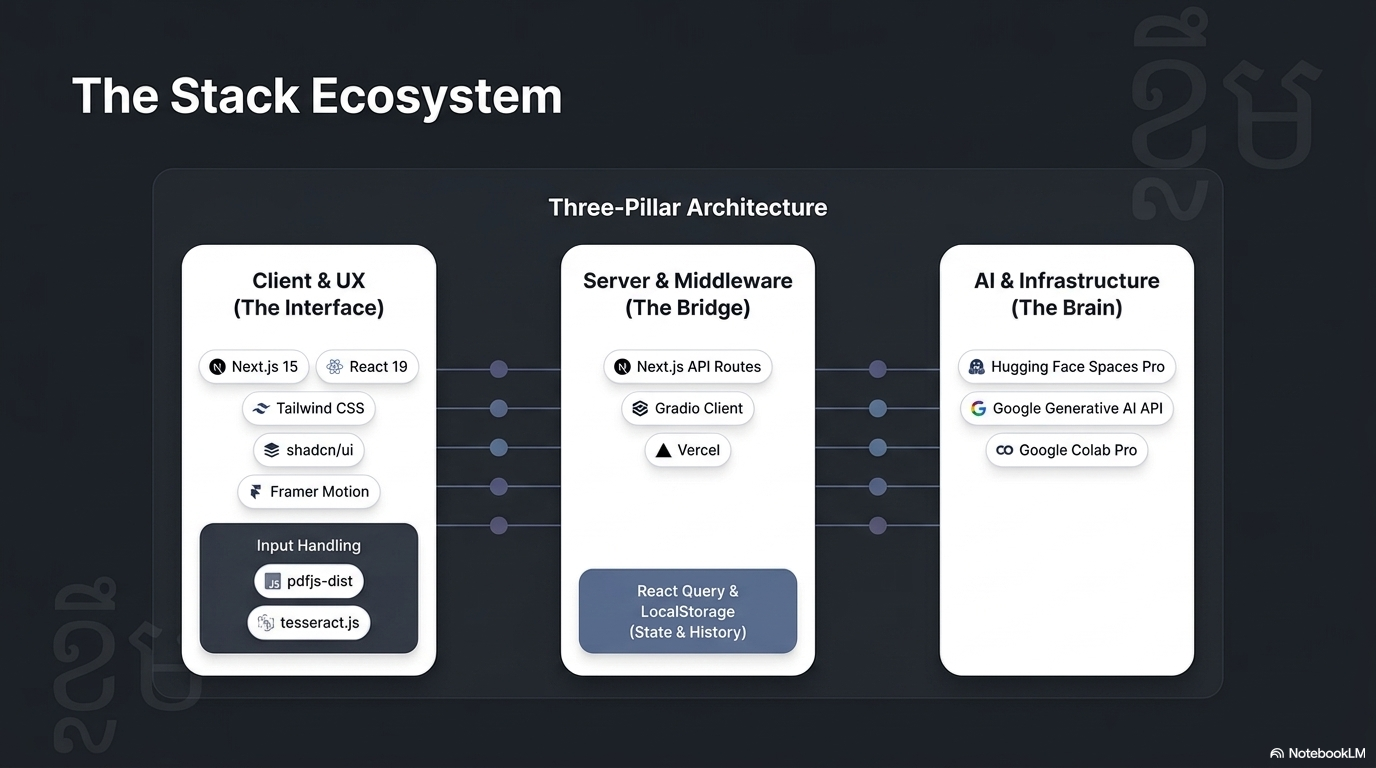 The Stack Ecosystem
Three-Pillar Architecture
Client & UX
(The Interface)
Next.js 15
React 19
Tailwind CSS
shadcn/ui
Framer Motion
Input Handling
JS
pdfjs-dist
tesseract.js
Server & Middleware
(The Bridge)
Next.js API Routes
Gradio Client
Vercel
React Query &
LocalStorage
(State & History)
AI & Infrastructure
(The Brain)
Hugging Face Spaces Pro
Google Generative AI API
Google Colab Pro
NotebookLM